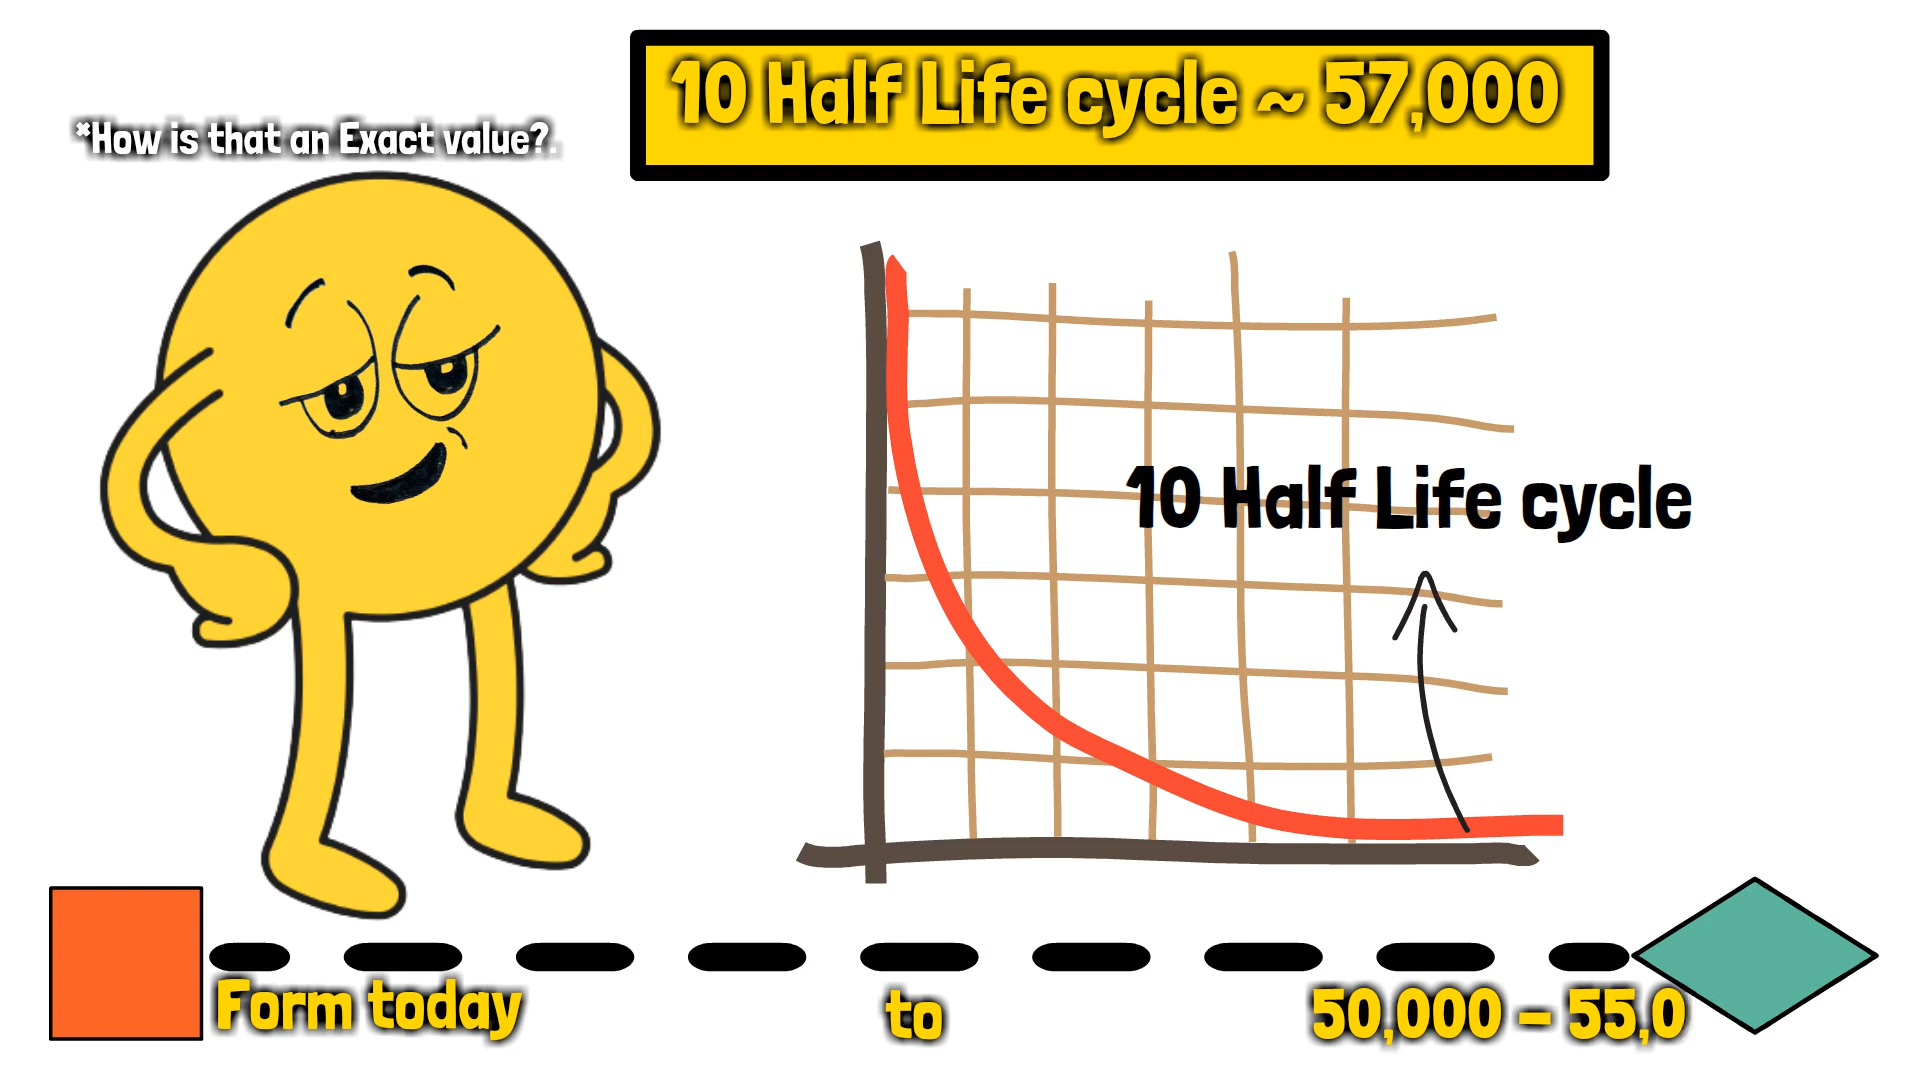 10 Half Life cycle ~ 57,000
*How is that an Exact value?.
10 Half Life cycle
Form today
to
50,000 - 55,0